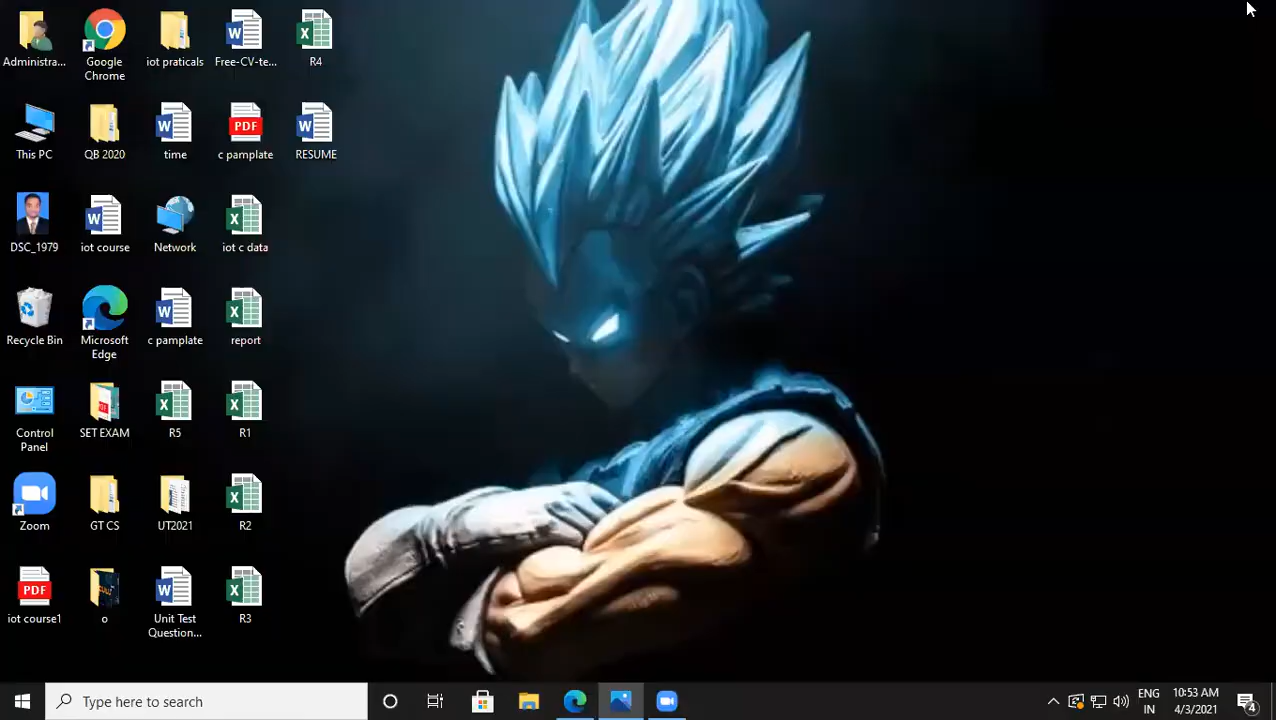 Administra...
Google
Chrome
iot praticals
Free-CV-te...
R4
This PC
QB 2020
time
PDF
c pamplate
RESUME
DSC_1979
iot course
Network
iot c data
Recycle Bin
Microsoft
Edge
c pamplate
report
Control
Panel
SET EXAM
R5
R1
Zoom
GT CS
UT2021
R2
PDF
iot course1
o
Unit Test
Question...
R3
Type here to search
ENG
IN
10:53 AM
4/3/2021
4